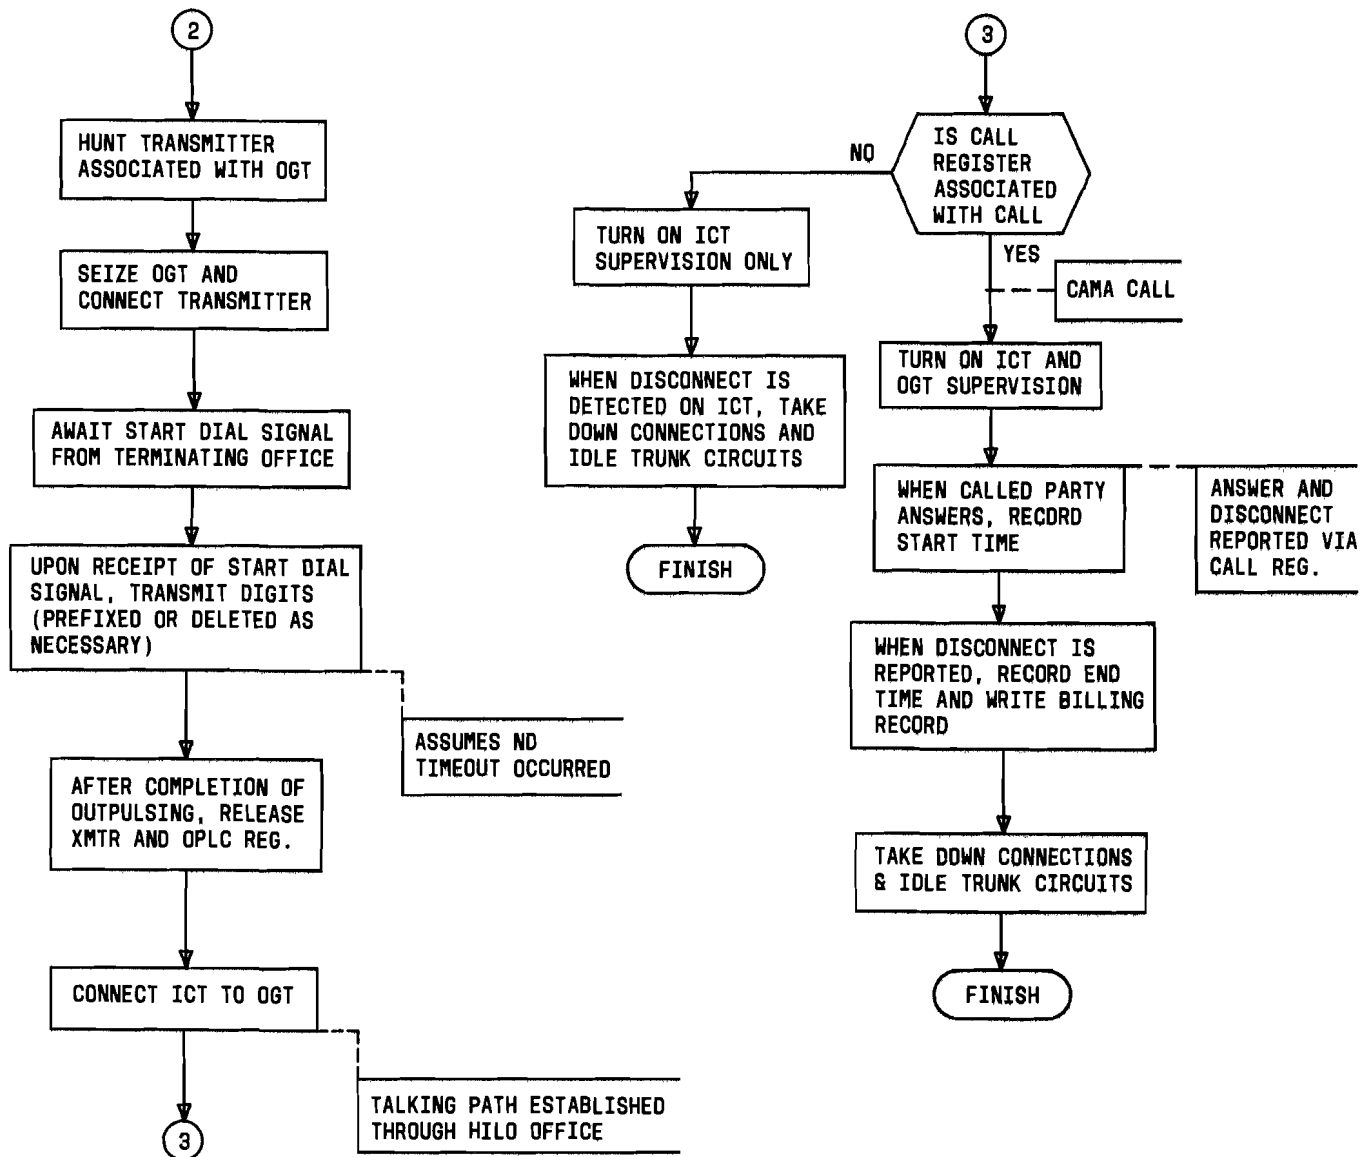 2
HUNT TRANSMITTER
ASSOCIATED WITH OGT
SEIZE OGT AND
CONNECT TRANSMITTER
AWAIT START DIAL SIGNAL
FROM TERMINATING OFFICE
UPON RECEIPT OF START DIAL
SIGNAL, TRANSMIT DIGITS
(PREFIXED OR DELETED AS
NECESSARY)
ASSUMES NO
TIMEOUT OCCURRED
AFTER COMPLETION OF
OUTPULSING, RELEASE
XMTR AND OPLC REG.
CONNECT ICT TO OGT
TALKING PATH ESTABLISHED
THROUGH HILO OFFICE
3
3
IS CALL
REGISTER
ASSOCIATED
WITH CALL
NO
TURN ON ICT
SUPERVISION ONLY
WHEN DISCONNECT IS
DETECTED ON ICT, TAKE
DOWN CONNECTIONS AND
IDLE TRUNK CIRCUITS
FINISH
YES
CAMA CALL
TURN ON ICT AND
OGT SUPERVISION
WHEN CALLED PARTY
ANSWERS, RECORD
START TIME
ANSWER AND
DISCONNECT
REPORTED VIA
CALL REG.
WHEN DISCONNECT IS
REPORTED, RECORD END
TIME AND WRITE BILLING
RECORD
TAKE DOWN CONNECTIONS
& IDLE TRUNK CIRCUITS
FINISH